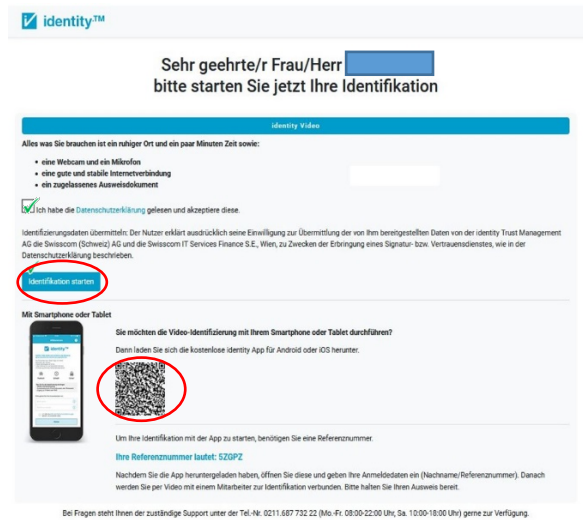 identity™
Sehr geehrte/r Frau/Herr
bitte starten Sie jetzt Ihre Identifikation
identity Video
Alles was Sie brauchen ist ein ruhiger Ort und ein paar Minuten Zeit sowie:
• eine Webcam und ein Mikrofon
• eine gute und stabile Internetverbindung
• ein zugelassenes Ausweisdokument
Ich habe die Datenschutzerklärung gelesen und akzeptiere diese.
Identifizierungsdaten übermitteln: Der Nutzer erklärt ausdrücklich seine Einwilligung zur Übermittlung der von ihm bereitgestellten Daten von der identity Trust Management
AG die Swisscom (Schweiz) AG und die Swisscom IT Services Finance S.E., Wien, zu Zwecken der Erbringung eines Signatur- bzw. Vertrauensdienstes, wie in der
Datenschutzerklärung beschrieben.
Identifikation starten
Mit Smartphone oder Tablet
Sie möchten die Video-Identifizierung mit Ihrem Smartphone oder Tablet durchführen?
Dann laden Sie sich die kostenlose identity App für Android oder iOS herunter.
Um Ihre Identifikation mit der App zu starten, benötigen Sie eine Referenznummer.
Ihre Referenznummer lautet: 5ZGPZ
Nachdem Sie die App heruntergeladen haben, öffnen Sie diese und geben Ihre Anmeldedaten ein (Nachname/Referenznummer). Danach
werden Sie per Video mit einem Mitarbeiter zur Identifikation verbunden. Bitte halten Sie Ihren Ausweis bereit.
Bei Fragen steht Ihnen der zuständige Support unter der Tel.-Nr. 0211.687 732 22 (Mo.-Fr. 08:00-22:00 Uhr, Sa. 10:00-18:00 Uhr) gerne zur Verfügung.